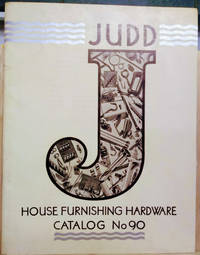 JUDD
J
HOUSE FURNISHING HARDWARE
CATALOG No 90